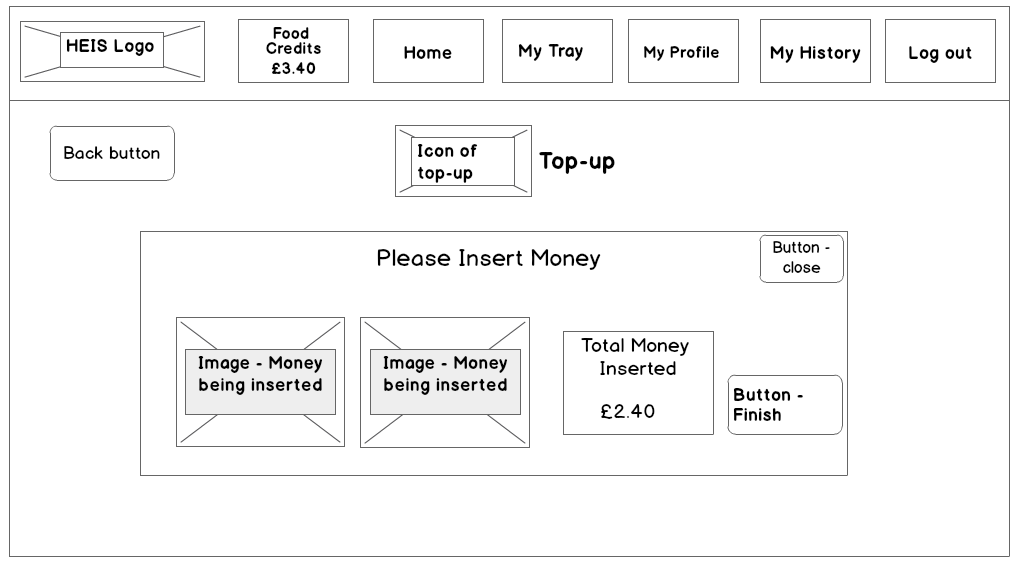 HEIS Logo
Food
Credits
£3.40
Home
My Tray
My Profile
My History
Log out
Back button
Icon of
top-up
Top-up
Please Insert Money
Button -
close
Image - Money
being inserted
Image - Money
being inserted
Total Money
Inserted
£2.40
Button -
Finish